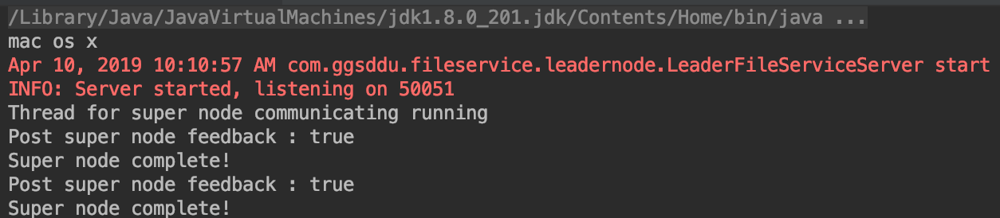 /Library/Java/JavaVirtualMachines/jdk1.8.0_201.jdk/Contents/Home/bin/java ...
mac os x
Apr 10, 2019 10:10:57 AM com.ggsddu.fileservice.leadernode.LeaderFileServiceServer start
INFO: Server started, listening on 50051
Thread for super node communicating running
Post super node feedback : true
Super node complete!
Post super node feedback : true
Super node complete!